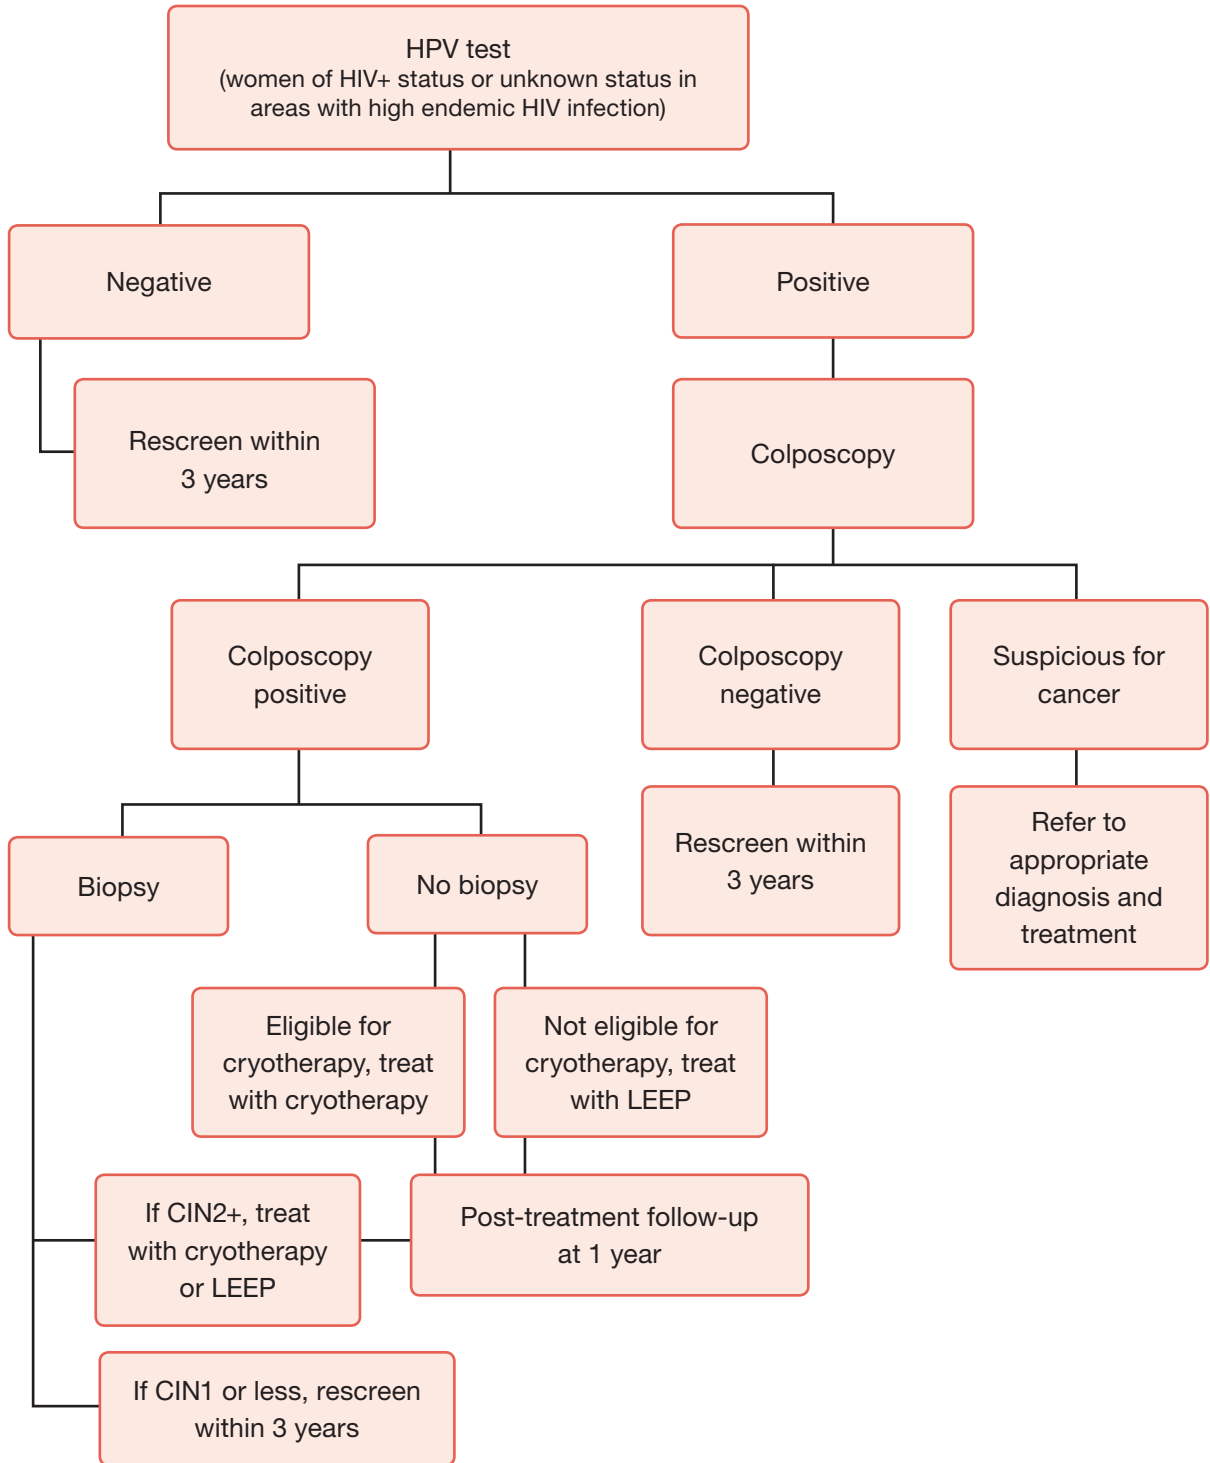 HPV test
(women of HIV+ status or unknown status in
areas with high endemic HIV infection)
Negative
Positive
Rescreen within
3 years
Colposcopy
Colposcopy
positive
Colposcopy
negative
Suspicious for
cancer
Biopsy
No biopsy
Rescreen within
3 years
Refer to
appropriate
diagnosis and
treatment
Eligible for
cryotherapy, treat
with cryotherapy
Not eligible for
cryotherapy, treat
with LEEP
If CIN2+, treat
with cryotherapy
or LEEP
Post-treatment follow-up
at 1 year
If CIN1 or less, rescreen
within 3 years